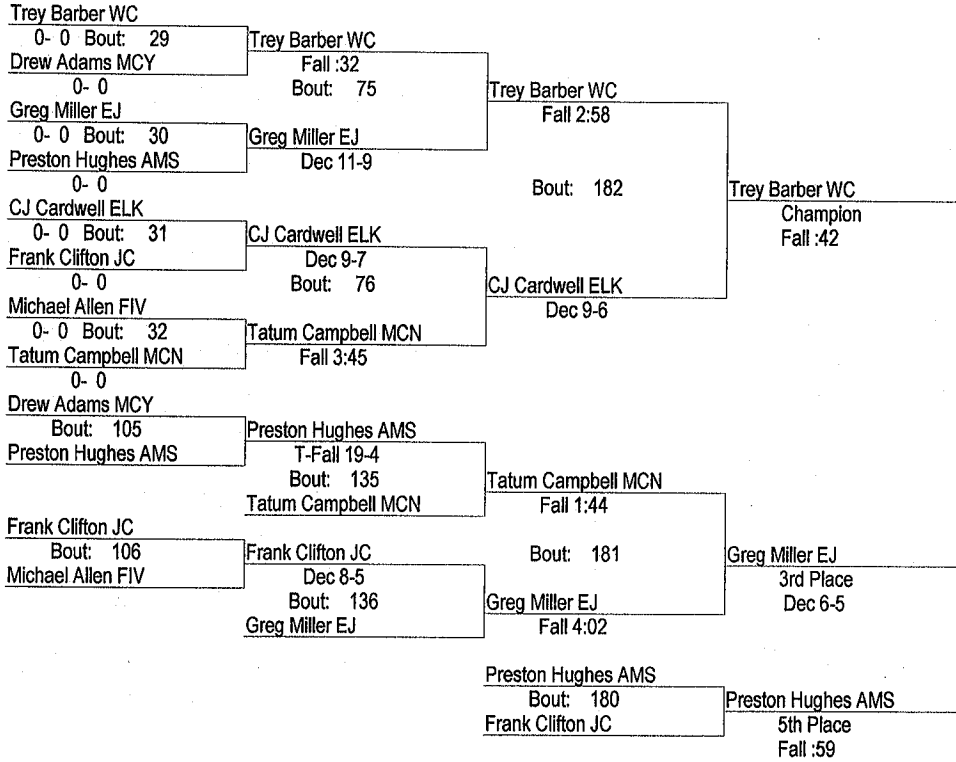 Trey Barber WC
0- 0 Bout: 29
Drew Adams MCY
0- 0
Greg Miller EJ
0- 0 Bout: 30
Preston Hughes AMS
0- 0
CJ Cardwell ELK
0- 0 Bout: 31
Frank Clifton JC
0- 0
Michael Allen FIV
0- 0 Bout: 32
Tatum Campbell MCN
0- 0
Trey Barber WC
Fall :32
Bout: 75
Greg Miller EJ
Dec 11-9
CJ Cardwell ELK
Dec 9-7
Bout: 76
Tatum Campbell MCN
Fall 3:45
Trey Barber WC
Fall 2:58
Bout: 182
CJ Cardwell ELK
Dec 9-6
Trey Barber WC
Champion
Fall :42
Drew Adams MCY
Bout: 105
Preston Hughes AMS
Frank Clifton JC
Bout: 106
Michael Allen FIV
Preston Hughes AMS
T-Fall 19-4
Bout: 135
Tatum Campbell MCN
Frank Clifton JC
Dec 8-5
Bout: 136
Greg Miller EJ
Tatum Campbell MCN
Fall 1:44
Bout: 181
Greg Miller EJ
Fall 4:02
Greg Miller EJ
3rd Place
Dec 6-5
Preston Hughes AMS
Bout: 180
Frank Clifton JC
Preston Hughes AMS
5th Place
Fall :59